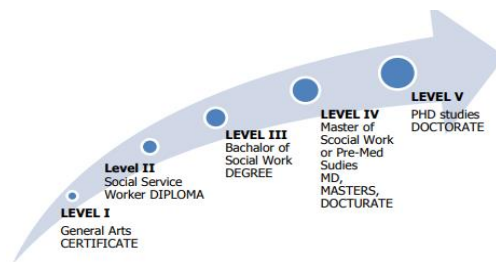 LEVEL I
General Arts
CERTIFICATE
Level II
Social Service
Worker DIPLOMA
LEVEL III
Bachalor of
Social Work
DEGREE
LEVEL IV
Master of
Scocial Work
or Pre-Med
Sudies
MD,
MASTERS,
DOCTURATE
LEVEL V
PHD studies
DOCTORATE